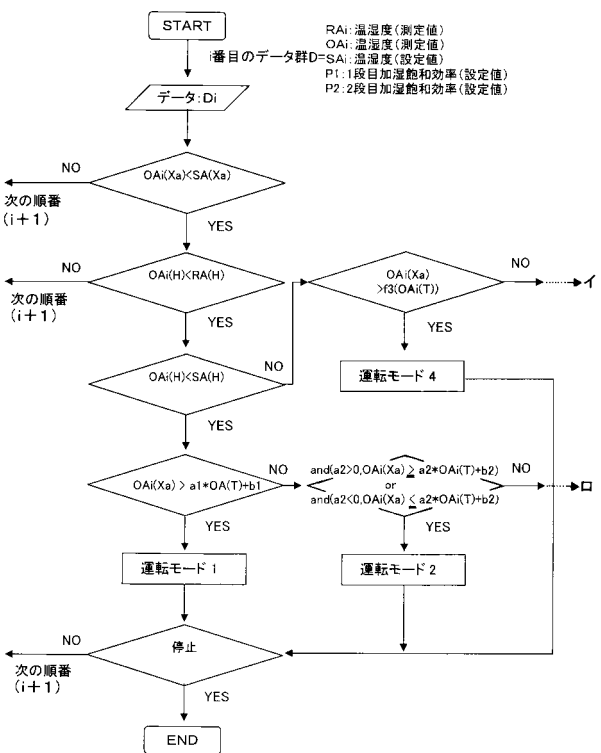 START
RAi:温湿度(測定値)
OAi:温湿度(測定値)
i番目のデータ群D=SAi:温湿度(設定値)
P1:1段目加湿飽和効率(設定値)
P2:2段目加湿飽和効率(設定値)
データ:Di
OAi(Xa)<SA(Xa)
NO
次の順番
(i+1)
YES
OAi(H)<RA(H)
NO
次の順番
(i+1)
YES
OAi(Xa)
>f3(OAi(T))
NO
イ
YES
OAi(H)<SA(H)
NO
YES
運転モード4
OAi(Xa) > a1*OA(T)+b1
NO
YES
and(a2>0,OAi(Xa) ≧ a2*OAi(T)+b2)
or
and(a2<0,OAi(Xa) ≦ a2*OAi(T)+b2)
NO
ロ
YES
運転モード1
運転モード2
停止
NO
次の順番
(i+1)
YES
END